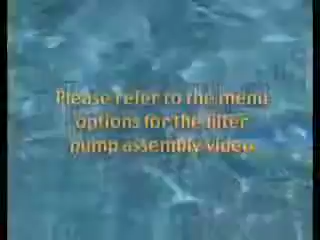 Please refer to the menu
options for the filter
pump assembly video